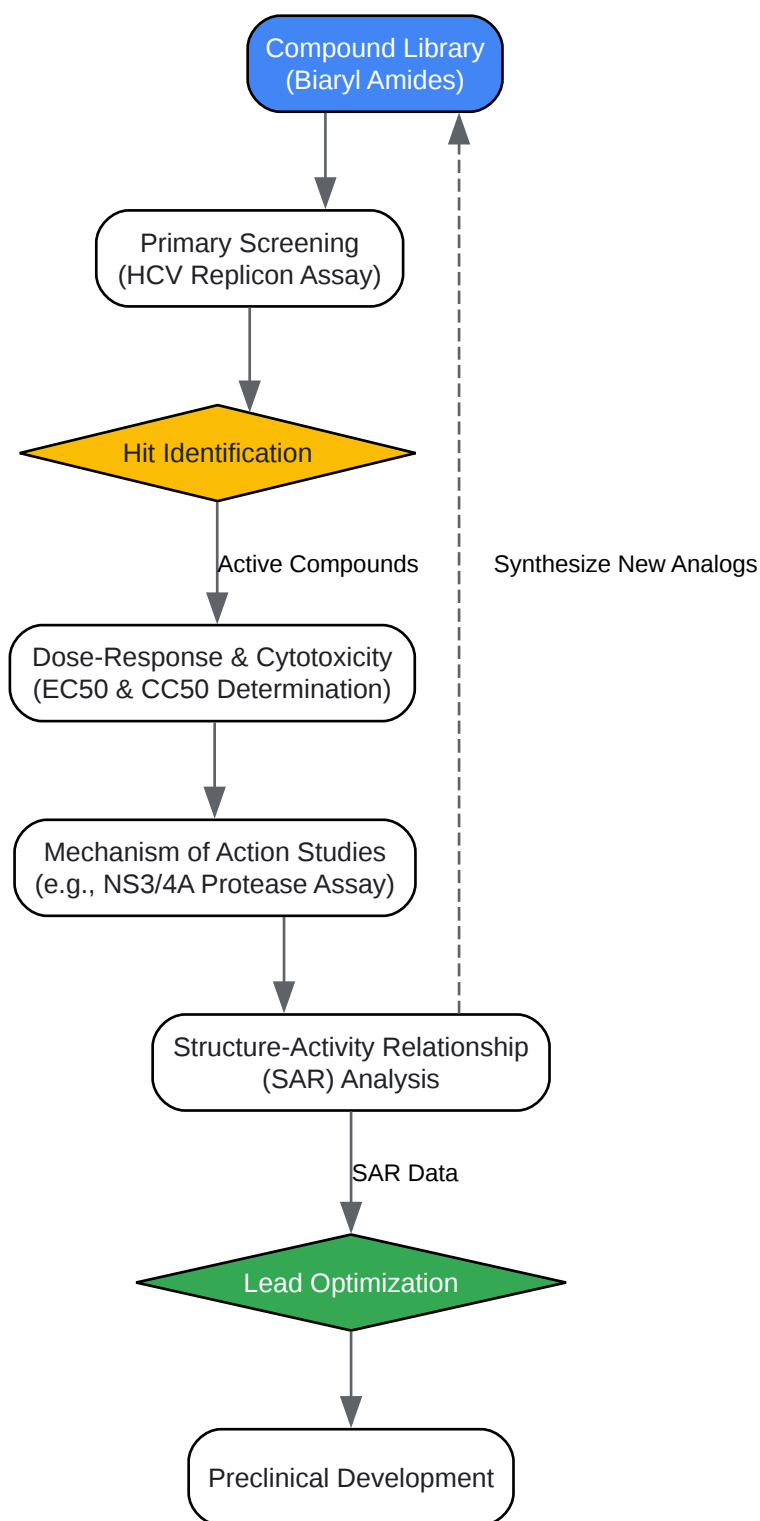 Compound Library
(Biaryl Amides)
Primary Screening
(HCV Replicon Assay)
Hit Identification
Active Compounds
Synthesize New Analogs
Dose-Response & Cytotoxicity
(EC50 & CC50 Determination)
Mechanism of Action Studies
(e.g., NS3/4A Protease Assay)
Structure-Activity Relationship
(SAR) Analysis
SAR Data
Lead Optimization
Preclinical Development